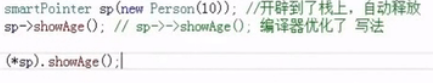 smartPointer sp(new Person(10)); //开辟到了栈上，自动释放
sp->showAge(); // sp->->showAge(); 编译器优化了 写法
(*sp).showAge();